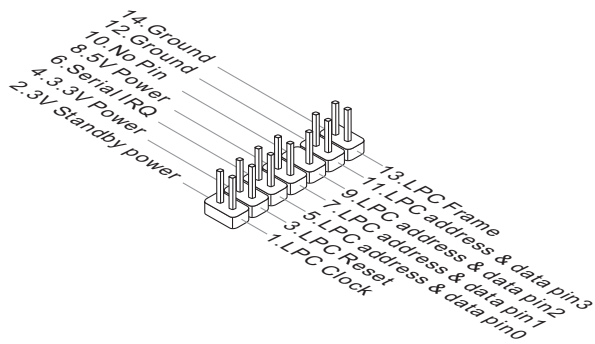 14.Ground
12.Ground
10.No Pin
8.5V Power
6.Serial IRQ
4.3.3V Power
2.3V Standby power
13.LPC Frame
11.LPC address & data pin3
9.LPC address & data pin2
7.LPC address & data pin1
5.LPC address & data pin0
3.LPC Reset
1.LPC Clock